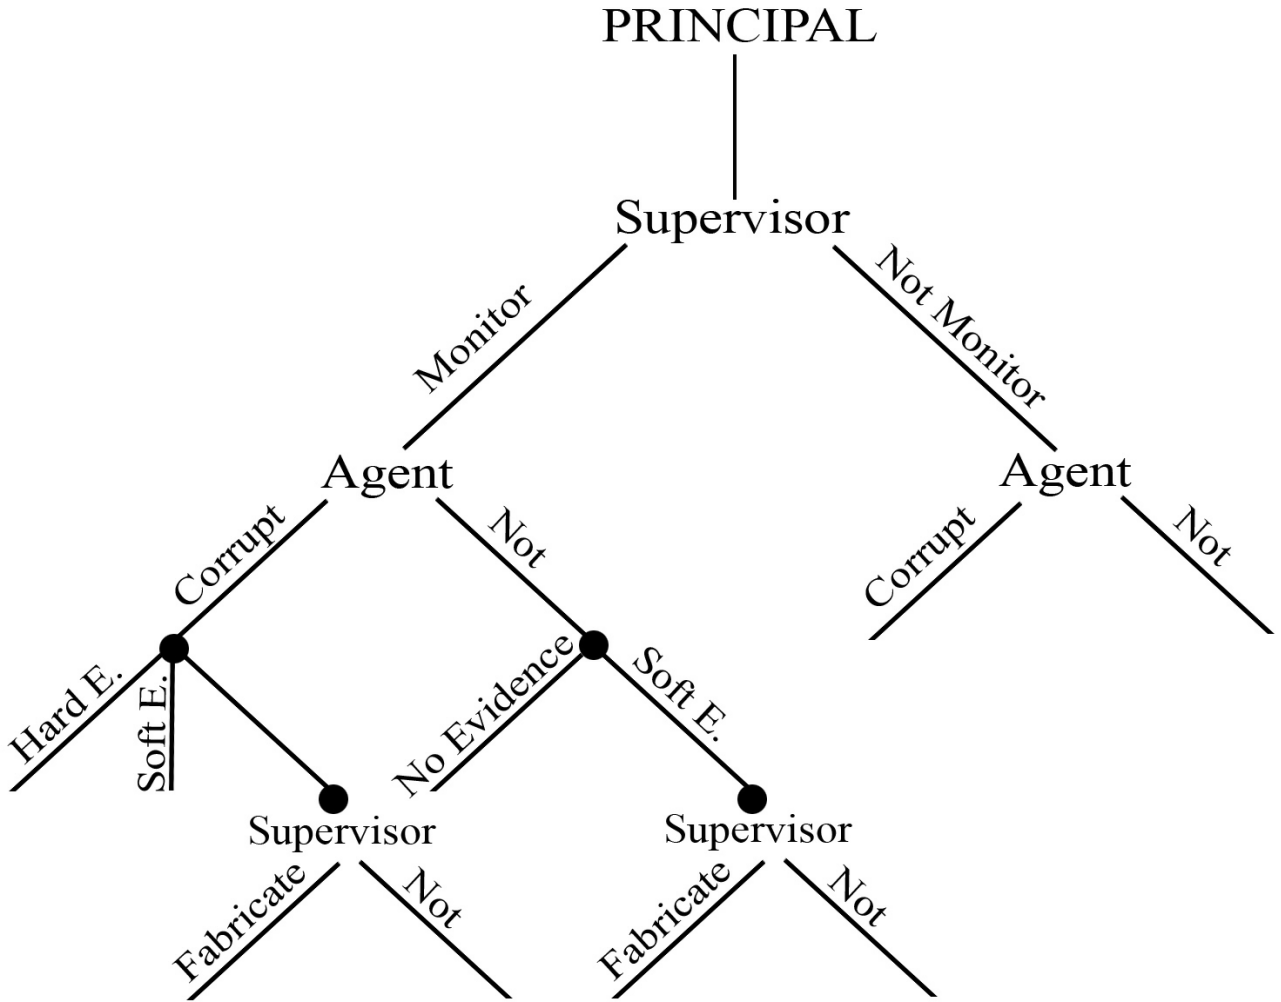 PRINCIPAL
Supervisor
Monitor
Not Monitor
Agent
Agent
Corrupt
Not
Corrupt
Not
Hard E.
Soft E.
No Evidence
Soft E.
Supervisor
Supervisor
Fabricate
Not
Fabricate
Not